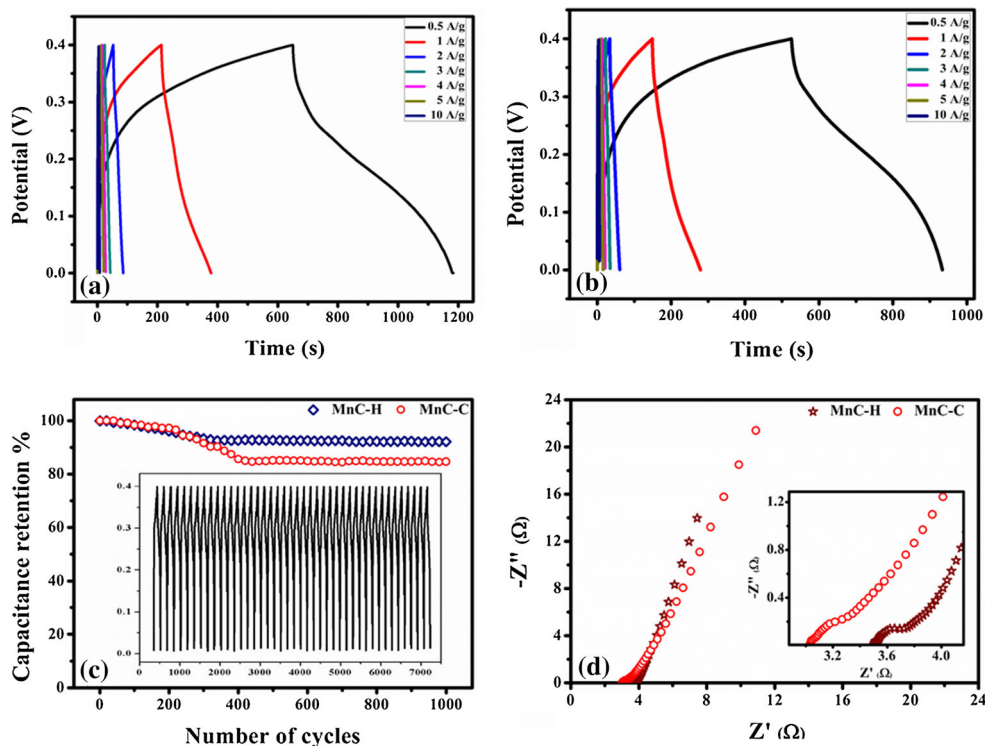 0.5 A/g
1 A/g
2 A/g
3 A/g
4 A/g
5 A/g
10 A/g
0.4
0.3
0.2
0.1
0.0
Potential (V)
(a)
0 200 400 600 800 1000 1200
Time (s)
0.5 A/g
1 A/g
2 A/g
3 A/g
4 A/g
5 A/g
10 A/g
0.4
0.3
0.2
0.1
0.0
Potential (V)
(b)
0 200 400 600 800 1000
Time (s)
MnC-H MnC-C
100
80
60
40
20
0
Capacitance retention %
0.4
0.3
0.2
0.1
0.0
0 1000 2000 3000 4000 5000 6000 7000
(c)
0 200 400 600 800 1000
Number of cycles
MnC-H MnC-C
24
20
16
12
8
4
0
-Z'' (Ω)
1.2
0.8
0.4
-Z'' (Ω)
3.2 3.6 4.0
Z' (Ω)
(d)
0 4 8 12 16 20 24
Z' (Ω)